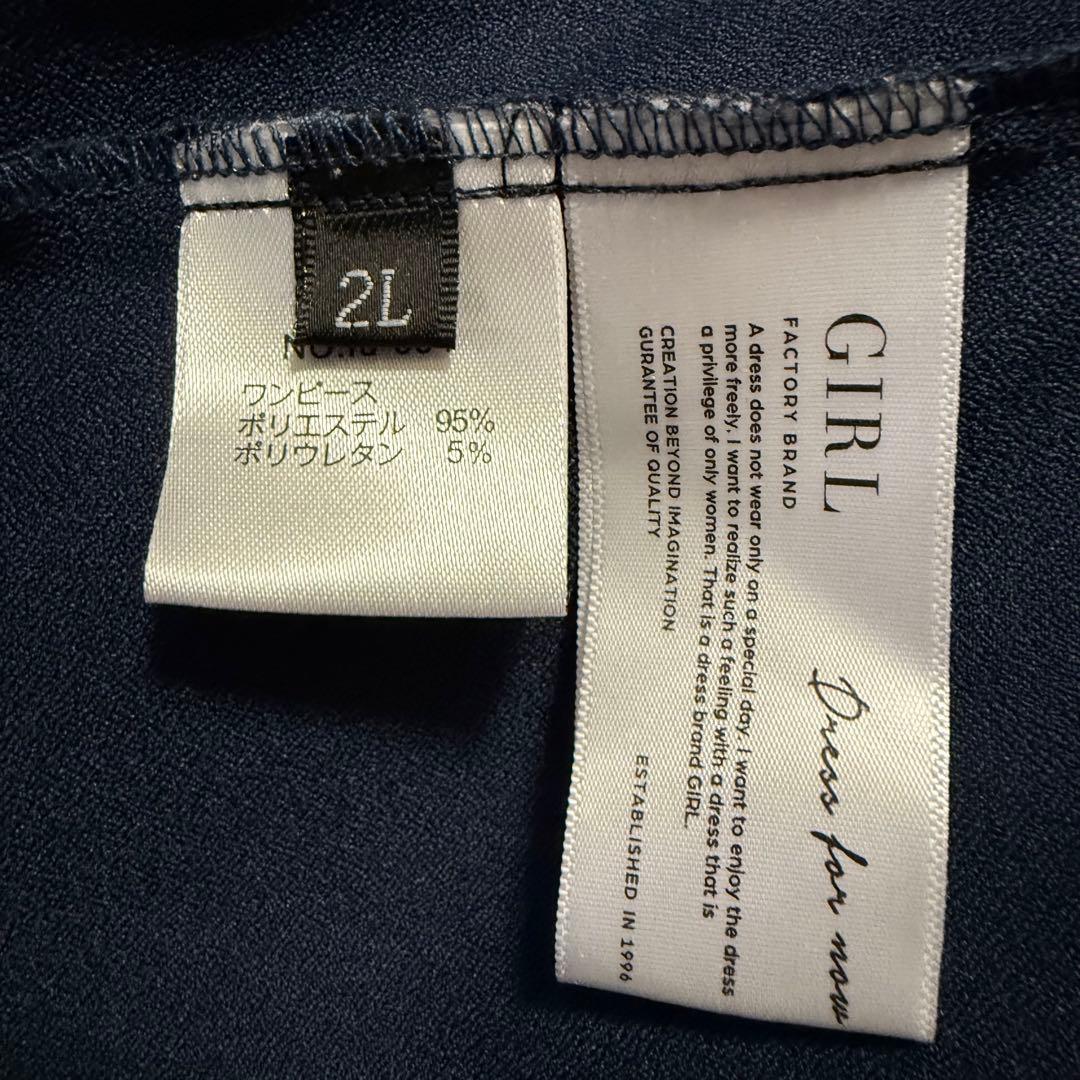 2L
ワンピース
ポリエステル 95%
ポリウレタン 5%
GIRL
FACTORY BRAND
Dress for now
A dress does not wear only on a special day. I want to enjoy the dress
more freely. I want to realize such a feeling with a dress that is
a privilege of only women. That is a dress brand GIRL.
CREATION BEYOND IMAGINATION
GURANTEE OF QUALITY
ESTABLISHED IN 1996